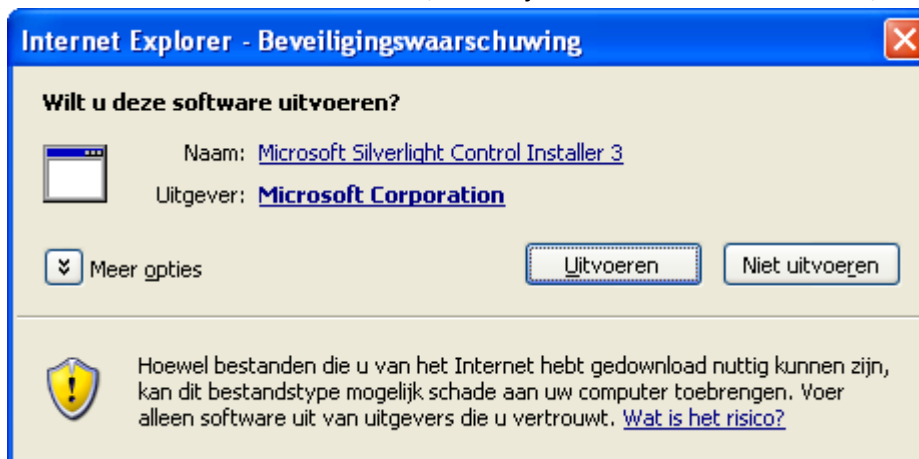 Internet Explorer - Beveiligingswaarschuwing
Wilt u deze software uitvoeren?
Naam: Microsoft Silverlight Control Installer 3
Uitgever: Microsoft Corporation
Meer opties
Uitvoeren
Niet uitvoeren
Hoewel bestanden die u van het Internet hebt gedownload nuttig kunnen zijn,
kan dit bestandstype mogelijk schade aan uw computer toebrengen. Voer
alleen software uit van uitgevers die u vertrouwt. Wat is het risico?